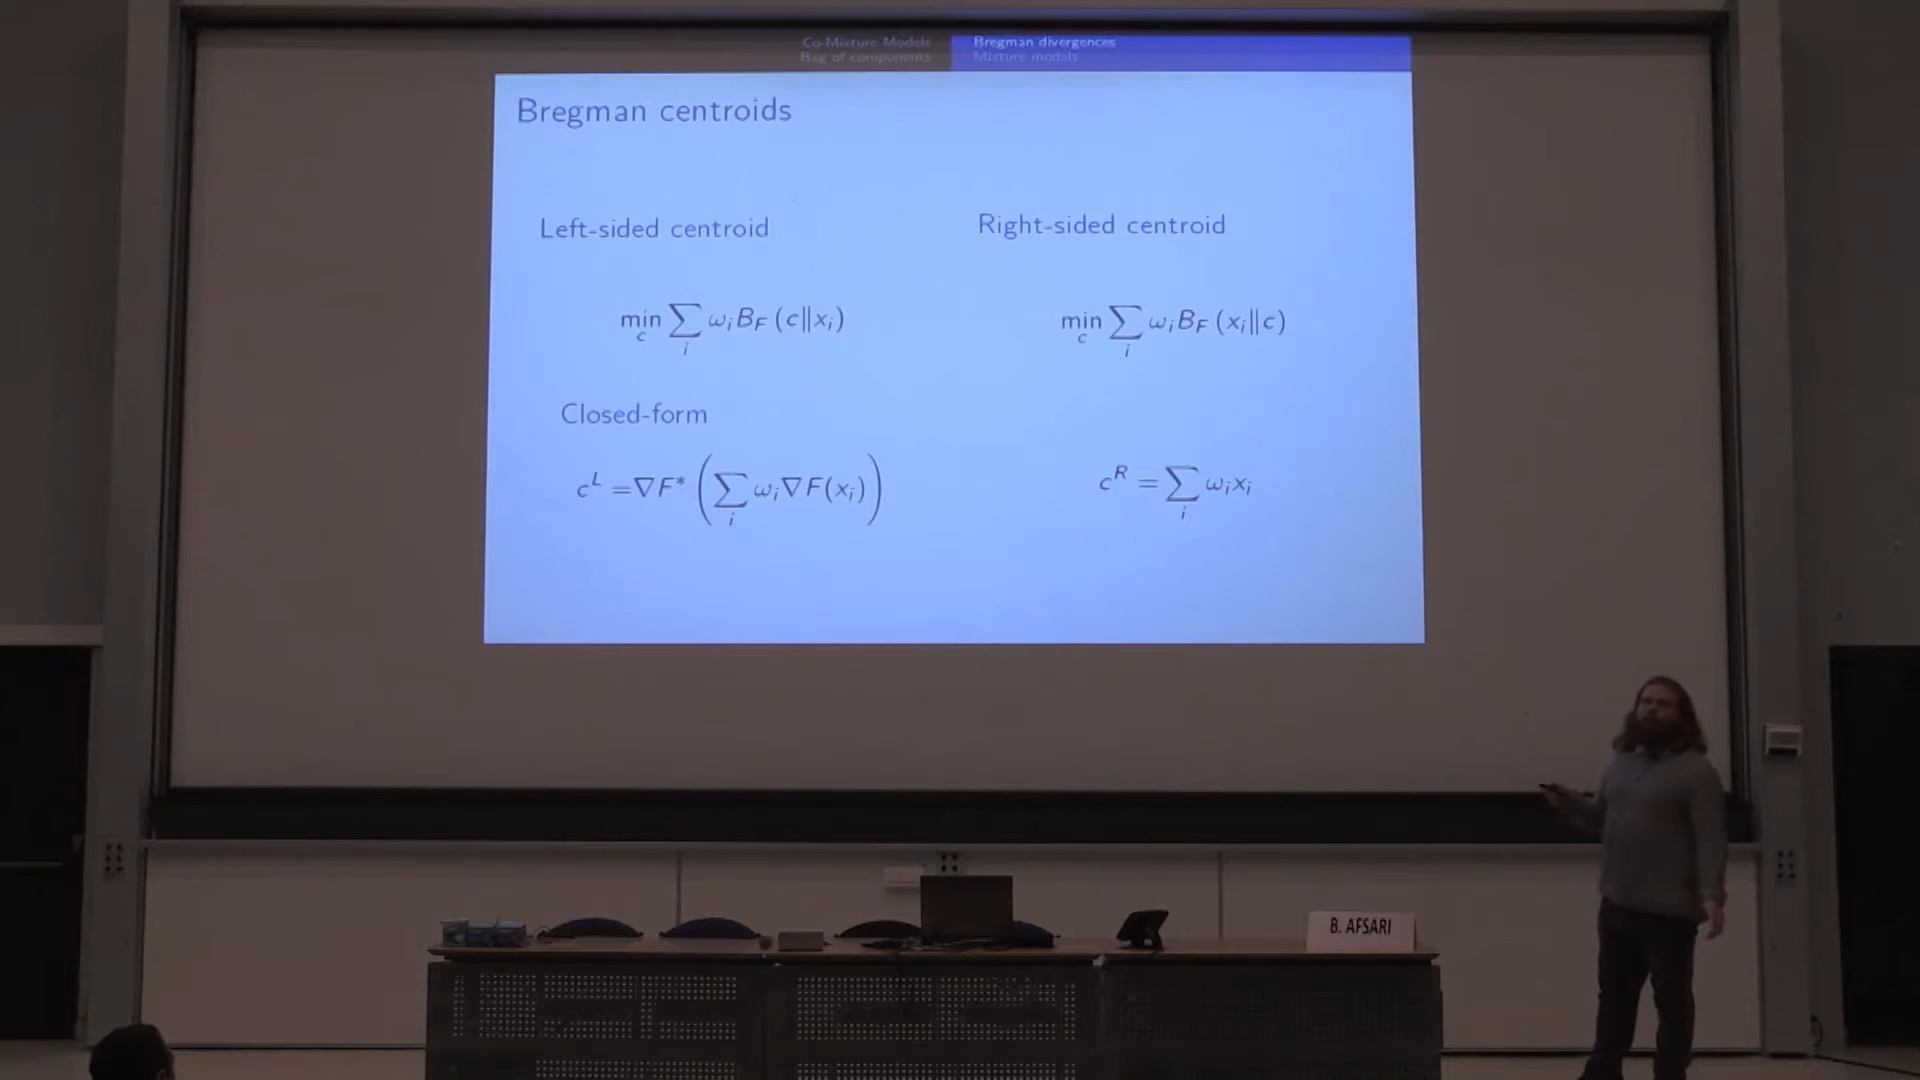 Co-Mixture Models
Bag of components
Bregman divergences
Mixture models
Bregman centroids
Left-sided centroid
Right-sided centroid
min_c ∑_i ω_i B_F (c‖x_i)
min_c ∑_i ω_i B_F (x_i‖c)
Closed-form
c^L = ∇F* (∑_i ω_i ∇F(x_i))
c^R = ∑_i ω_i x_i
B. AFSARI